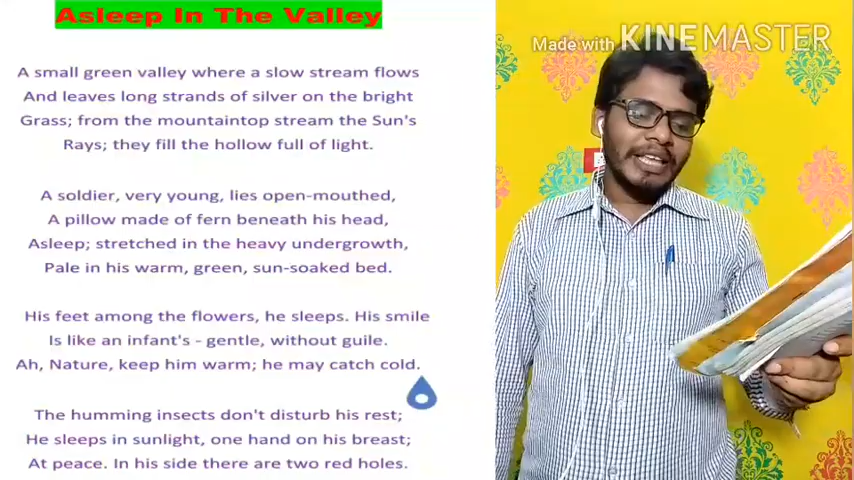 Asleep In The Valley
Made with KINEMASTER
A small green valley where a slow stream flows
And leaves long strands of silver on the bright
Grass; from the mountaintop stream the Sun's
Rays; they fill the hollow full of light.
A soldier, very young, lies open-mouthed,
A pillow made of fern beneath his head,
Asleep; stretched in the heavy undergrowth,
Pale in his warm, green, sun-soaked bed.
His feet among the flowers, he sleeps. His smile
Is like an infant's - gentle, without guile.
Ah, Nature, keep him warm; he may catch cold.
The humming insects don't disturb his rest;
He sleeps in sunlight, one hand on his breast;
At peace. In his side there are two red holes.